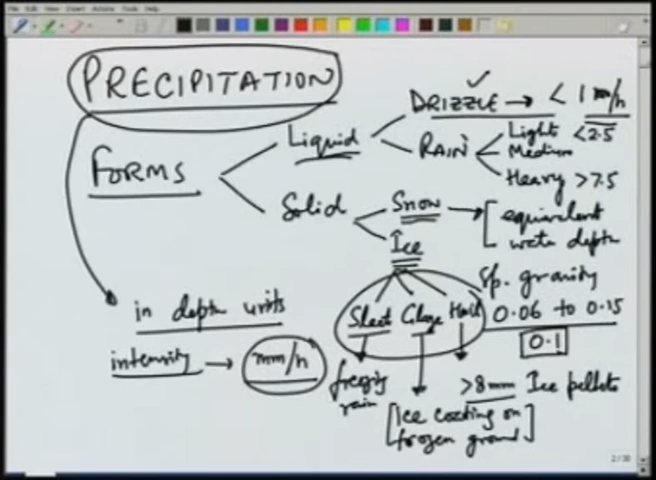 PRECIPITATION
DRIZZLE → < 1 mm/h
Liquid
RAIN
Light < 2.5
Medium
Heavy > 7.5
FORMS
Solid
Snow → [ equivalent
water depth
Ice
Sp. gravity
0.06 to 0.15
0.1
in depth units
Sleet Glaze Hail
intensity → mm/h
freezing
rain
>8mm Ice pellets
[Ice coating on
frozen ground]
2/30